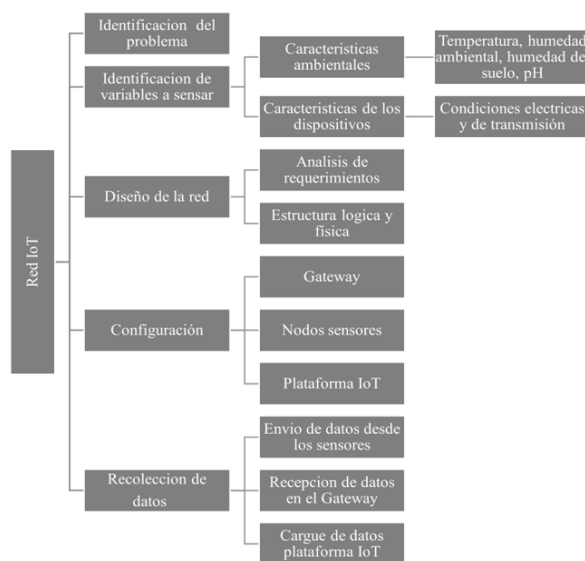 Red IoT
Identificacion del
problema
Identificacion de
variables a sensar
Caracteristicas
ambientales
Temperatura, humedad
ambiental, humedad de
suelo, pH
Caracteristicas de los
dispositivos
Condiciones electricas
y de transmisión
Diseño de la red
Analisis de
requerimientos
Estructura logica y
física
Configuración
Gateway
Nodos sensores
Plataforma IoT
Recoleccion de
datos
Envio de datos desde
los sensores
Recepcion de datos
en el Gateway
Cargue de datos
plataforma IoT